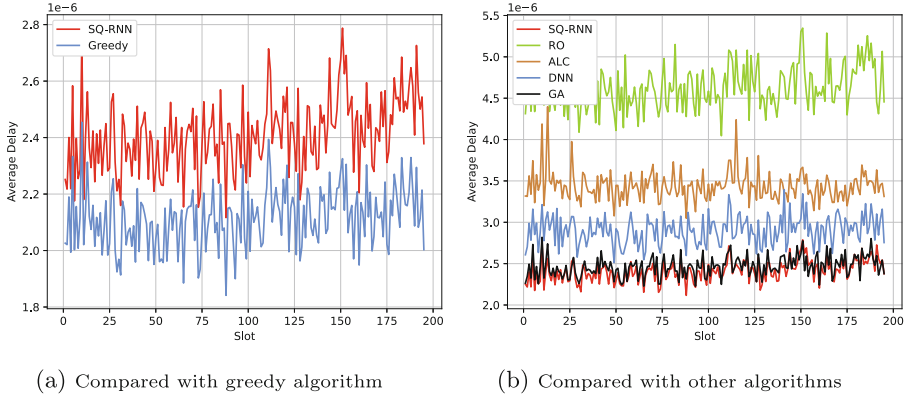 1e−6
SQ-RNN
Greedy
2.8
2.6
2.4
2.2
2.0
1.8
Average Delay
0
25
50
75
100
125
150
175
200
Slot
(a) Compared with greedy algorithm
1e−6
SQ-RNN
RO
ALC
DNN
GA
5.5
5.0
4.5
4.0
3.5
3.0
2.5
2.0
Average Delay
0
25
50
75
100
125
150
175
200
Slot
(b) Compared with other algorithms